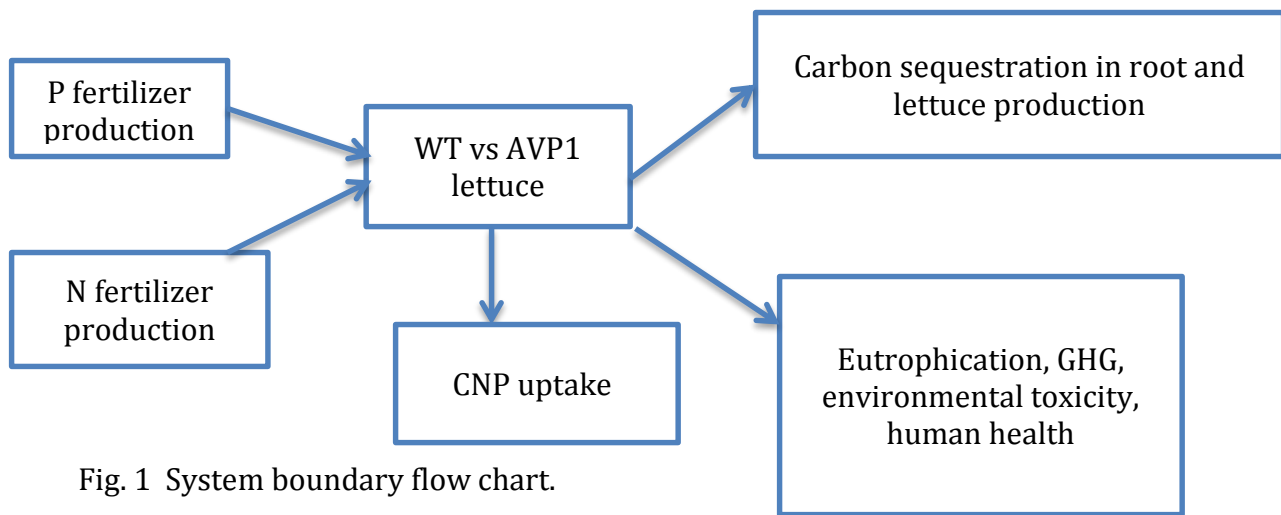 P fertilizer
production
N fertilizer
production
WT vs AVP1
lettuce
CNP uptake
Carbon sequestration in root and
lettuce production
Eutrophication, GHG,
environmental toxicity,
human health
Fig. 1 System boundary flow chart.